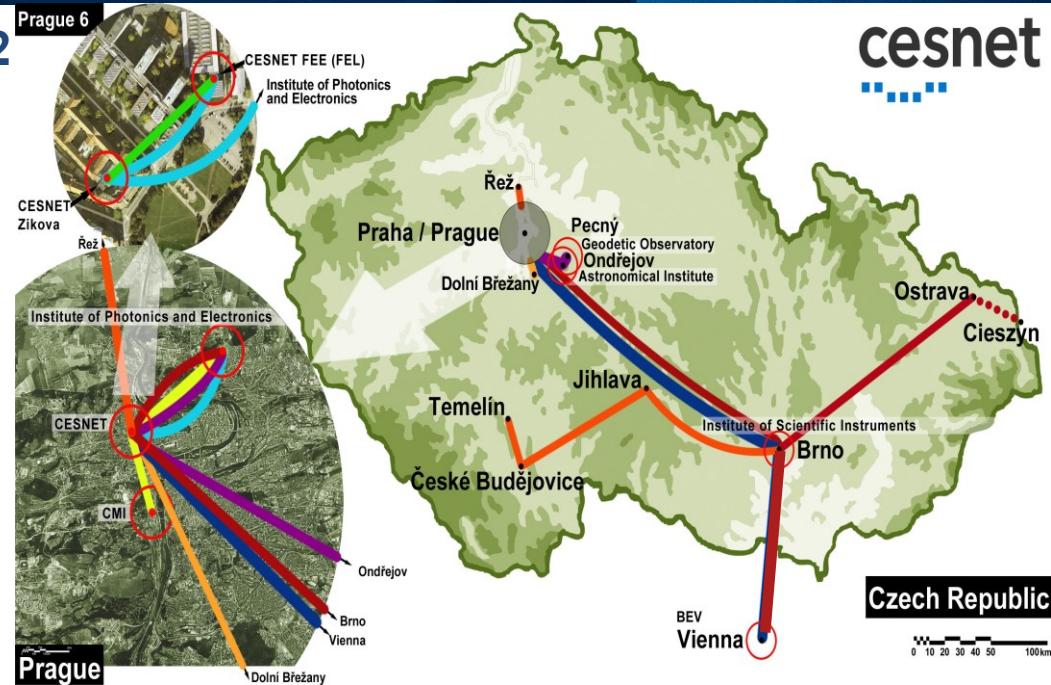 2
Prague 6
CESNET FEE (FEL)
Institute of Photonics
and Electronics
CESNET
Zikova
cesnet
Řež
Praha / Prague
Pecný
Geodetic Observatory
Ondřejov
Astronomical Institute
Dolní Břežany
Ostrava
Cieszyn
Jihlava
Temelín
Institute of Scientific Instruments
Brno
České Budějovice
BEV
Vienna
Czech Republic
0 10 20 30 40 50 100km
Řež
Institute of Photonics and Electronics
CESNET
CMI
Ondřejov
Brno
Vienna
Dolní Břežany
Prague